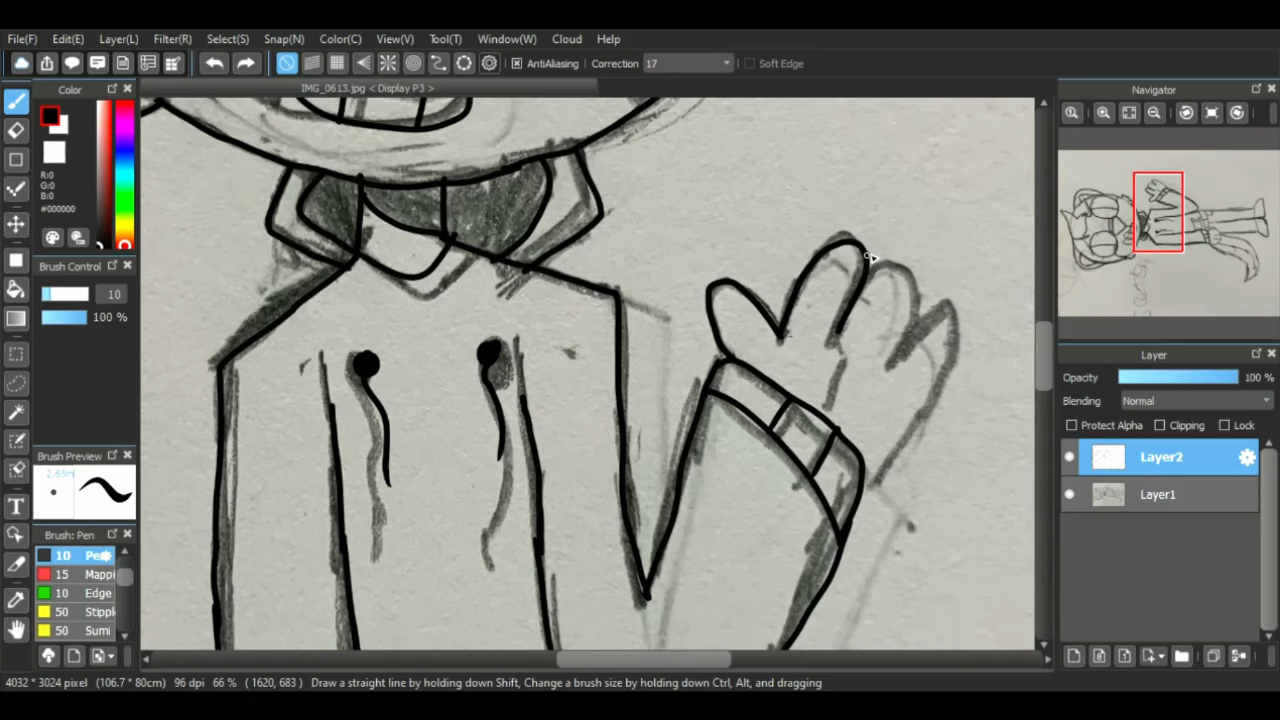 File(F) Edit(E) Layer(L) Filter(R) Select(S) Snap(N) Color(C) View(V) Tool(T) Window(W) Cloud Help
AntiAliasing Correction 17 Soft Edge
Color
IMG_0613.jpg < Display P3 >
Navigator
R:0
G:0
B:0
#000000
Brush Control
10
100 %
Layer
Opacity 100 %
Blending Normal
Protect Alpha Clipping Lock
Layer2
Layer1
Brush Preview
T
Brush: Pen
10 Pe
15 Mappi
10 Edge
50 Stippl
50 Sumi
4032 * 3024 pixel (106.7 * 80cm) 96 dpi 66 % ( 1620, 683 ) Draw a straight line by holding down Shift, Change a brush size by holding down Ctrl, Alt, and dragging